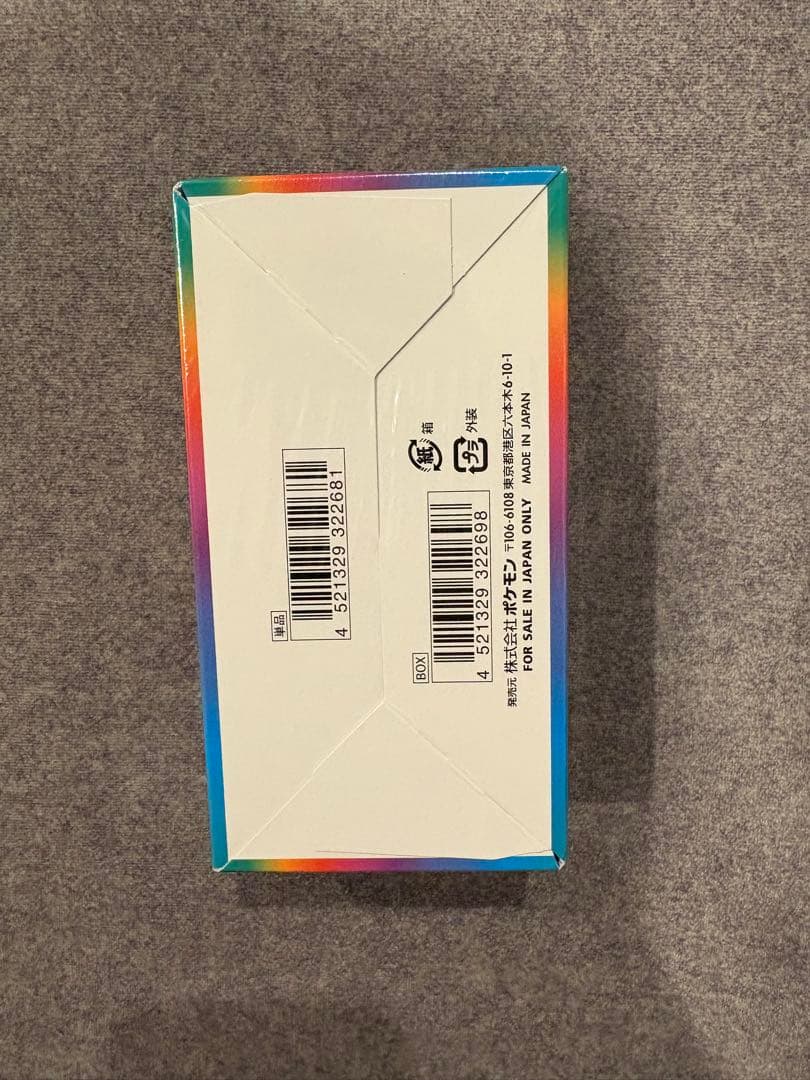 単品
4 521329 322681
BOX
4 521329 322698
紙 箱
プラ 外装
発売元 株式会社 ポケモン 〒106-6108 東京都港区六本木6-10-1
FOR SALE IN JAPAN ONLY MADE IN JAPAN